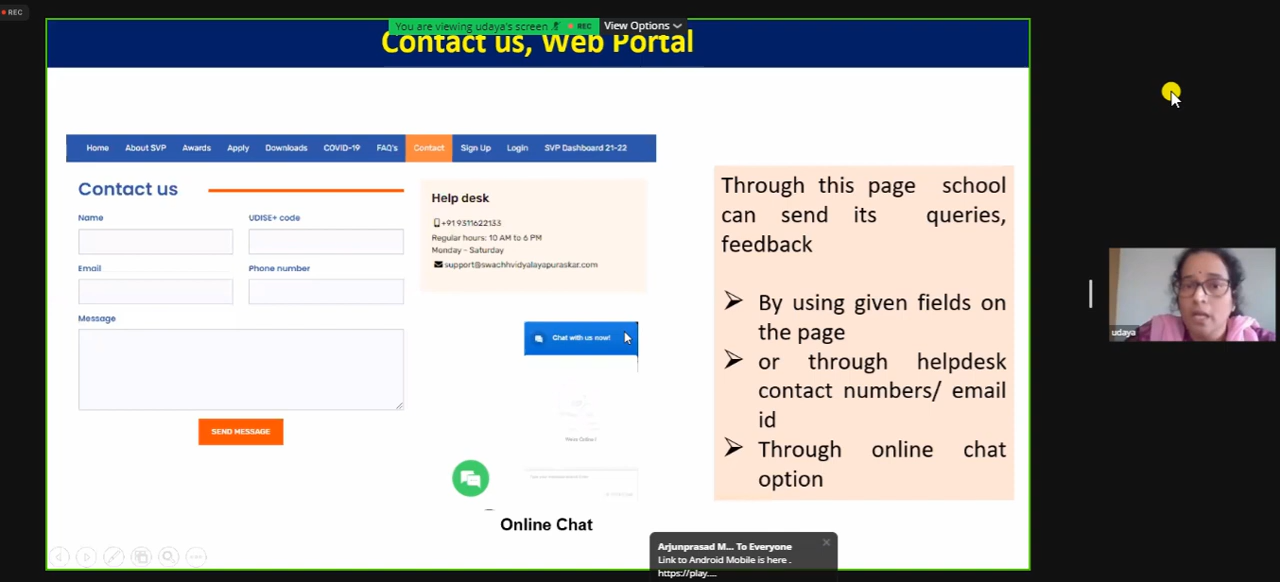 REC
You are viewing udaya's screen
REC
View Options
Contact us, Web Portal
Home About SVP Awards Apply Downloads COVID-19 FAQ's Contact Sign Up Login SVP Dashboard 21-22
Contact us
Name UDISE+ code
Email Phone number
Message
SEND MESSAGE
Help desk
+91 9311622133
Regular hours: 10 AM to 6 PM
Monday - Saturday
support@swachhvidyalayapuraskar.com
Chat with us now!
We're Online!
Online Chat
Through this page school
can send its queries,
feedback
By using given fields on
the page
or through helpdesk
contact numbers/ email
id
Through online chat
option
udaya
Arjunprasad M... To Everyone
Link to Android Mobile is here .
https://play....